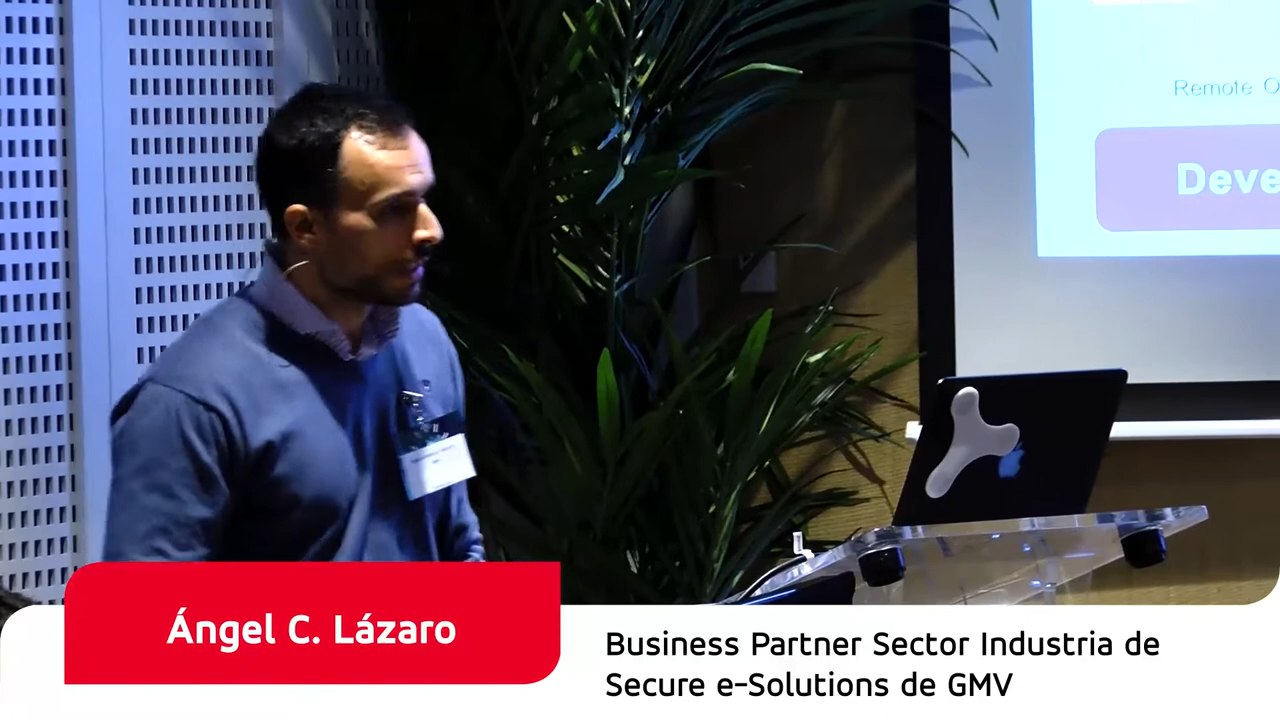 Remote O
Deve
Ángel C. Lázaro
Business Partner Sector Industria de
Secure e-Solutions de GMV